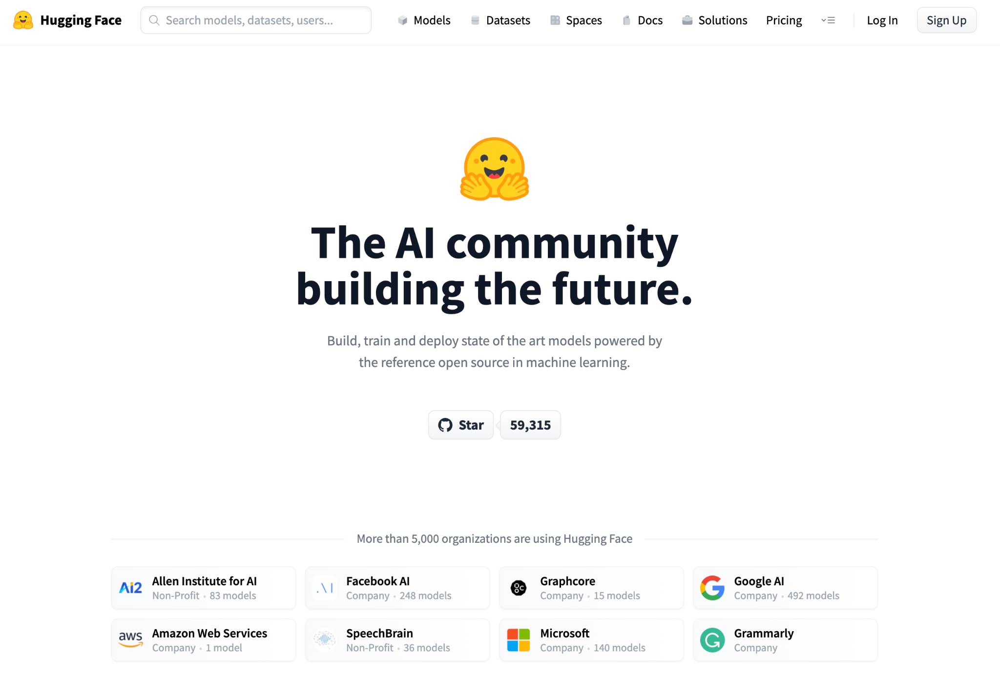 Hugging Face
Search models, datasets, users...
Models
Datasets
Spaces
Docs
Solutions
Pricing
Log In
Sign Up
The AI community
building the future.
Build, train and deploy state of the art models powered by
the reference open source in machine learning.
Star
59,315
More than 5,000 organizations are using Hugging Face
Ai2
Allen Institute for AI
Non-Profit • 83 models
.\|
Facebook AI
Company • 248 models
gc
Graphcore
Company • 15 models
G
Google AI
Company • 492 models
aws
Amazon Web Services
Company • 1 model
SpeechBrain
Non-Profit • 36 models
Microsoft
Company • 140 models
G
Grammarly
Company